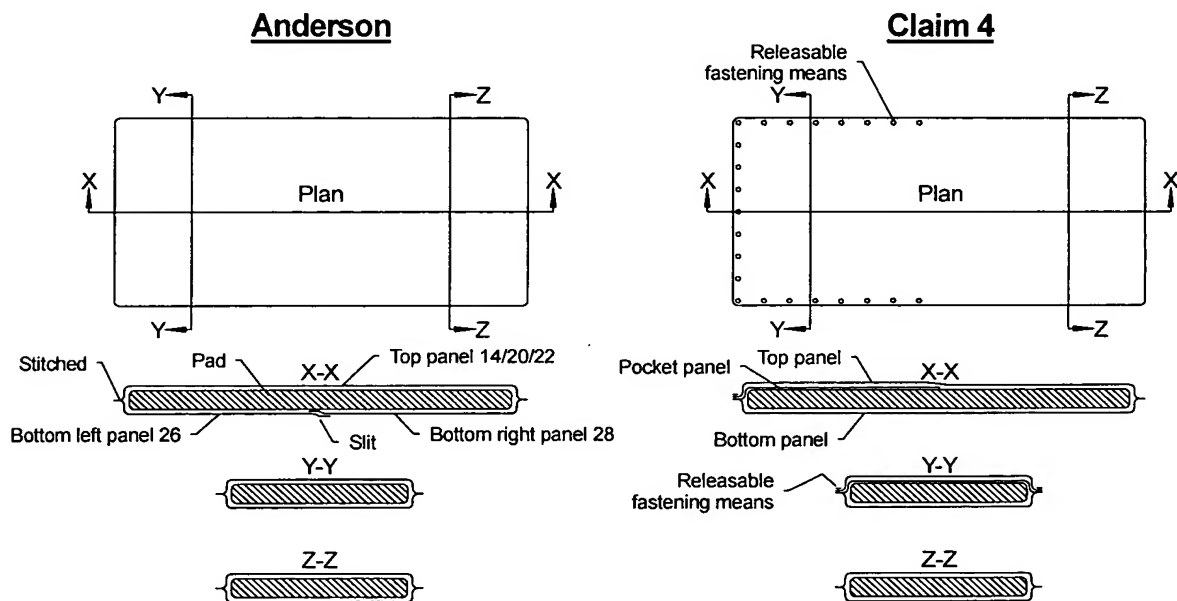 Anderson
Y
Z
X
Plan
X
Y
Z
Stitched
Pad
Top panel 14/20/22
X-X
Bottom left panel 26
Slit
Bottom right panel 28
Y-Y
Z-Z
Claim 4
Releasable
fastening means
Y
Z
X
Plan
X
Y
Z
Pocket panel
Top panel
X-X
Bottom panel
Y-Y
Releasable
fastening means
Z-Z